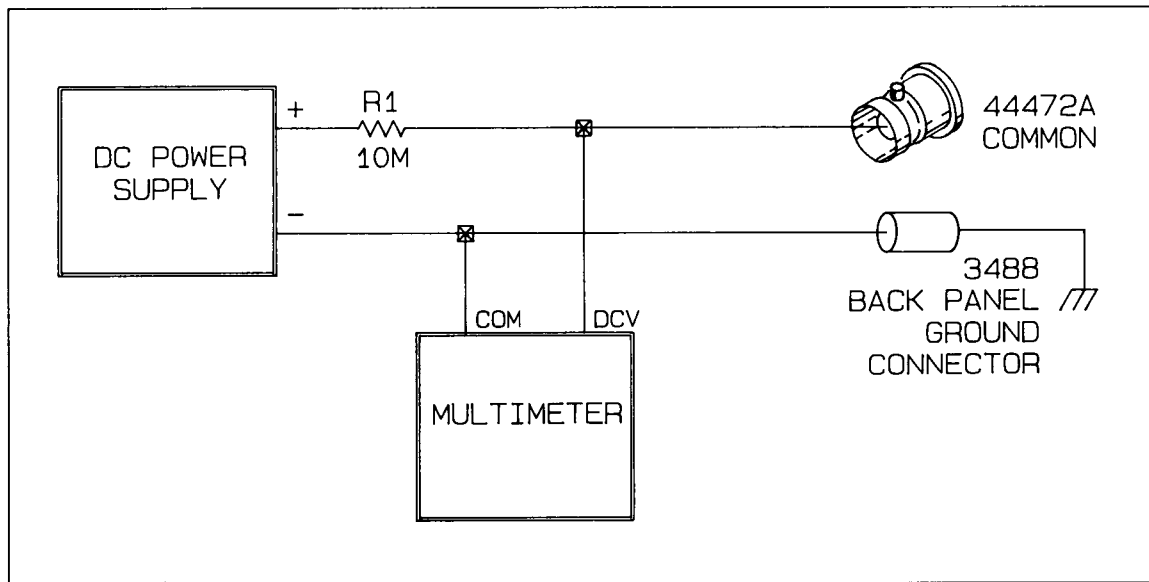 DC POWER
SUPPLY
+
R1
10M
-
44472A
COMMON
3488
BACK PANEL
GROUND
CONNECTOR
COM
DCV
MULTIMETER